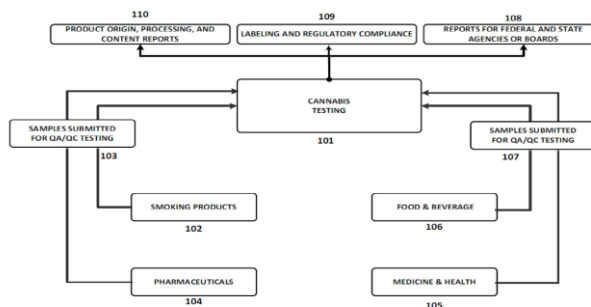 110
109
108
PRODUCT ORIGIN, PROCESSING, AND
CONTENT REPORTS
LABELING AND REGULATORY COMPLIANCE
REPORTS FOR FEDERAL AND STATE
AGENCIES OR BOARDS
CANNABIS
TESTING
101
SAMPLES SUBMITTED
FOR QA/QC TESTING
103
SAMPLES SUBMITTED
FOR QA/QC TESTING
107
SMOKING PRODUCTS
102
FOOD & BEVERAGE
106
PHARMACEUTICALS
104
MEDICINE & HEALTH
105